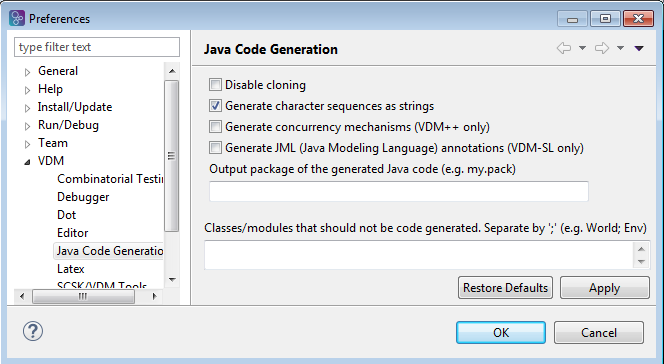 Preferences
type filter text
General
Help
Install/Update
Run/Debug
Team
VDM
Combinatorial Testin
Debugger
Dot
Editor
Java Code Generatio
Latex
SCSK/VDM Tools
Java Code Generation
Disable cloning
Generate character sequences as strings
Generate concurrency mechanisms (VDM++ only)
Generate JML (Java Modeling Language) annotations (VDM-SL only)
Output package of the generated Java code (e.g. my.pack)
Classes/modules that should not be code generated. Separate by ';' (e.g. World; Env)
Restore Defaults
Apply
?
OK
Cancel